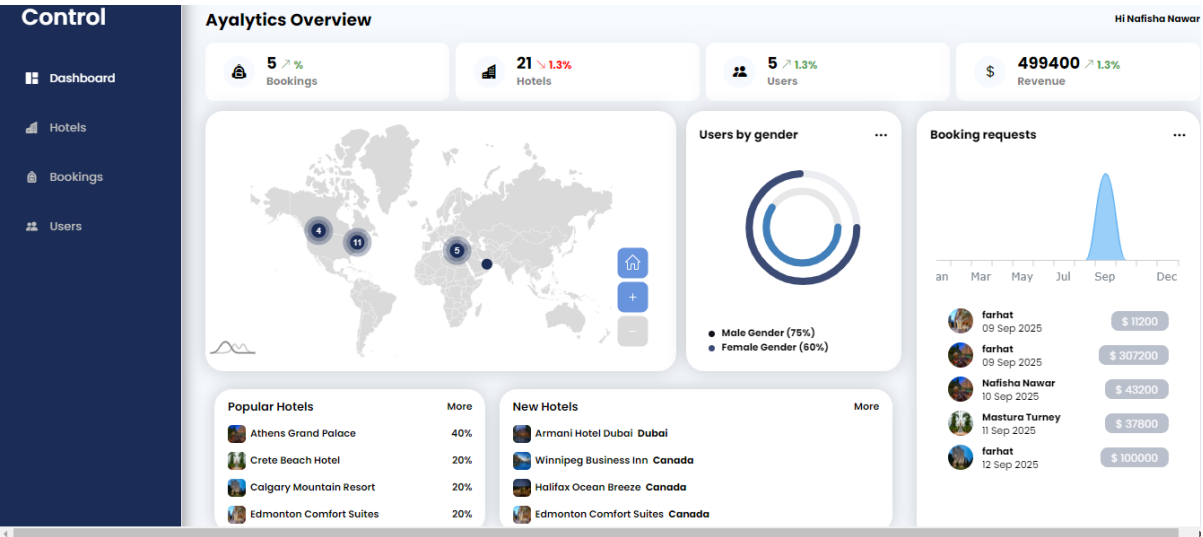 Control
Dashboard
Hotels
Bookings
Users
Ayalytics Overview
Hi Nafisha Nawar
5 ↗ %
Bookings
21 ↘ 1.3%
Hotels
5 ↗ 1.3%
Users
$
499400 ↗ 1.3%
Revenue
4
11
5
+
−
Users by gender ...
Male Gender (75%)
Female Gender (60%)
Booking requests ...
an Mar May Jul Sep Dec
farhat
09 Sep 2025
$ 11200
farhat
09 Sep 2025
$ 307200
Nafisha Nawar
10 Sep 2025
$ 43200
Mastura Turney
11 Sep 2025
$ 37800
farhat
12 Sep 2025
$ 100000
Popular Hotels More
Athens Grand Palace 40%
Crete Beach Hotel 20%
Calgary Mountain Resort 20%
Edmonton Comfort Suites 20%
New Hotels More
Armani Hotel Dubai Dubai
Winnipeg Business Inn Canada
Halifax Ocean Breeze Canada
Edmonton Comfort Suites Canada